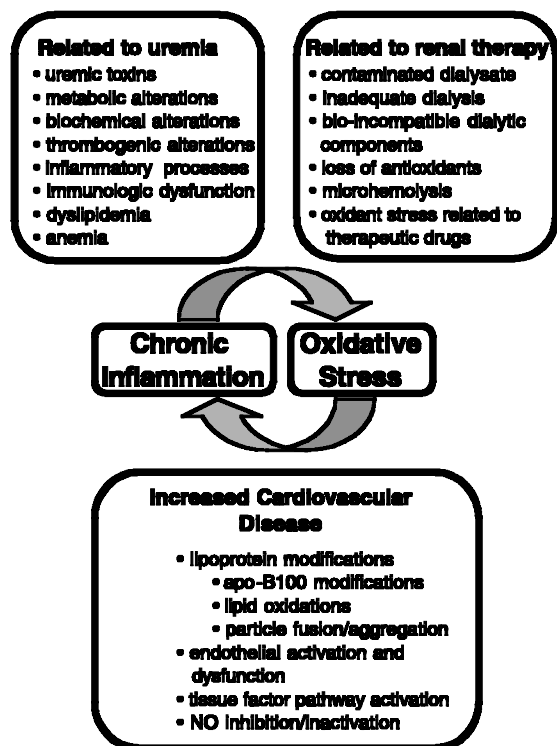 Related to uremia
• uremic toxins
• metabolic alterations
• biochemical alterations
• thrombogenic alterations
• inflammatory processes
• immunologic dysfunction
• dyslipidemia
• anemia
Related to renal therapy
• contaminated dialysate
• inadequate dialysis
• bio-incompatible dialytic
components
• loss of antioxidants
• microhemolysis
• oxidant stress related to
therapeutic drugs
Chronic
Inflammation
Oxidative
Stress
Increased Cardiovascular
Disease
• lipoprotein modifications
• apo-B100 modifications
• lipid oxidations
• particle fusion/aggregation
• endothelial activation and
dysfunction
• tissue factor pathway activation
• NO inhibition/inactivation